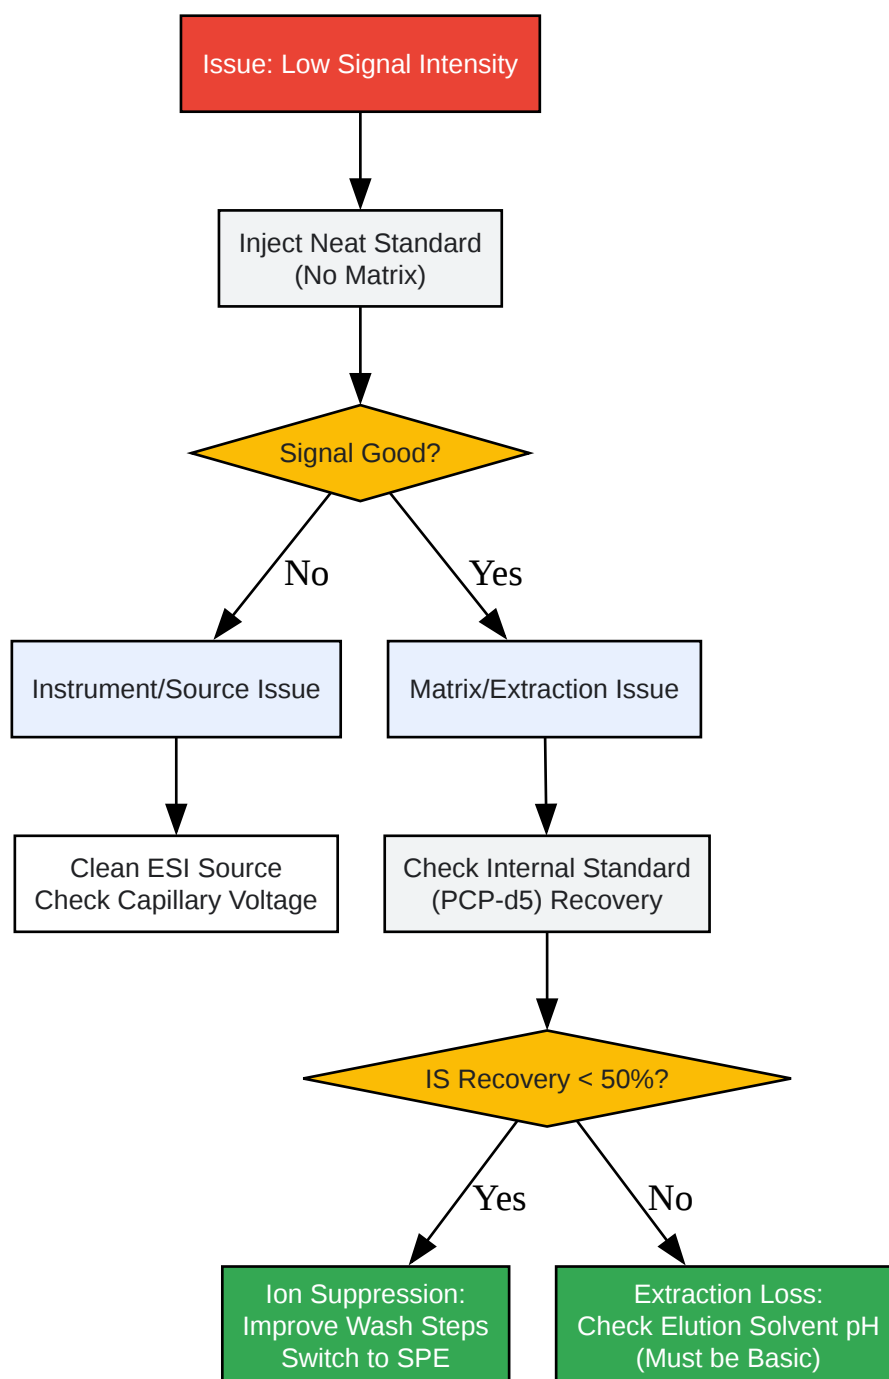 Issue: Low Signal Intensity
Inject Neat Standard
(No Matrix)
Signal Good?
No
Yes
Instrument/Source Issue
Matrix/Extraction Issue
Clean ESI Source
Check Capillary Voltage
Check Internal Standard
(PCP-d5) Recovery
IS Recovery < 50%?
Yes
No
Ion Suppression:
Improve Wash Steps
Switch to SPE
Extraction Loss:
Check Elution Solvent pH
(Must be Basic)